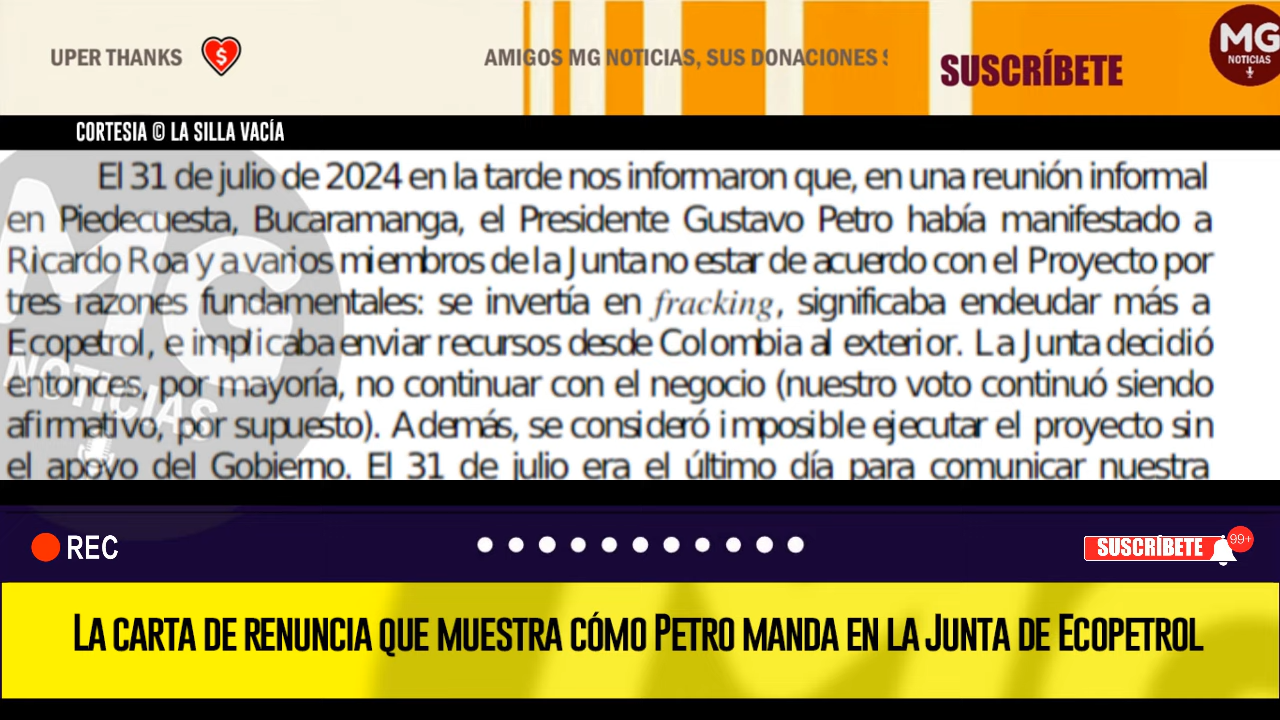 UPER THANKS
$
AMIGOS MG NOTICIAS, SUS DONACIONES S
SUSCRÍBETE
MG
NOTICIAS
CORTESIA © LA SILLA VACÍA
El 31 de julio de 2024 en la tarde nos informaron que, en una reunión informal
en Piedecuesta, Bucaramanga, el Presidente Gustavo Petro había manifestado a
Ricardo Roa y a varios miembros de la Junta no estar de acuerdo con el Proyecto por
tres razones fundamentales: se invertía en fracking, significaba endeudar más a
Ecopetrol, e implicaba enviar recursos desde Colombia al exterior. La Junta decidió
entonces, por mayoría, no continuar con el negocio (nuestro voto continuó siendo
afirmativo, por supuesto). Además, se consideró imposible ejecutar el proyecto sin
el apoyo del Gobierno. El 31 de julio era el último día para comunicar nuestra
MG
NOTICIAS
REC
SUSCRÍBETE
99+
LA CARTA DE RENUNCIA QUE MUESTRA CÓMO PETRO MANDA EN LA JUNTA DE ECOPETROL